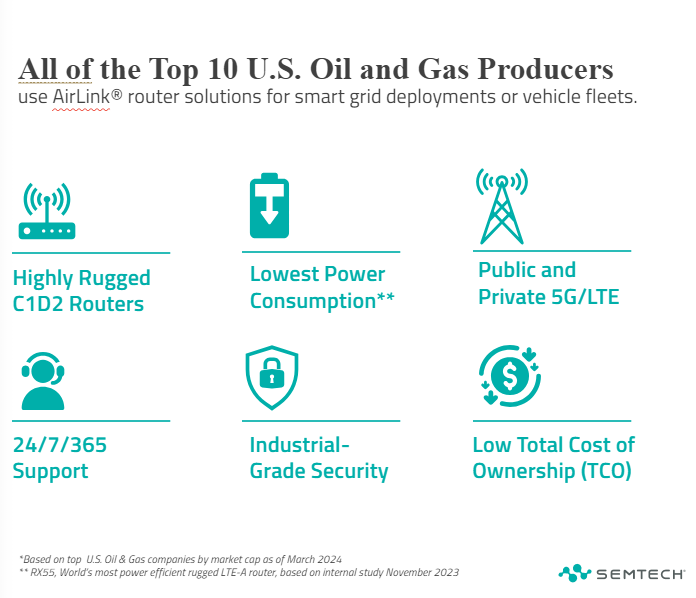 All of the Top 10 U.S. Oil and Gas Producers
use AirLink® router solutions for smart grid deployments or vehicle fleets.
Highly Rugged
C1D2 Routers
Lowest Power
Consumption**
Public and
Private 5G/LTE
24/7/365
Support
Industrial-
Grade Security
Low Total Cost of
Ownership (TCO)
*Based on top U.S. Oil & Gas companies by market cap as of March 2024
** RX55, World's most power efficient rugged LTE-A router, based on internal study November 2023
SEMTECH